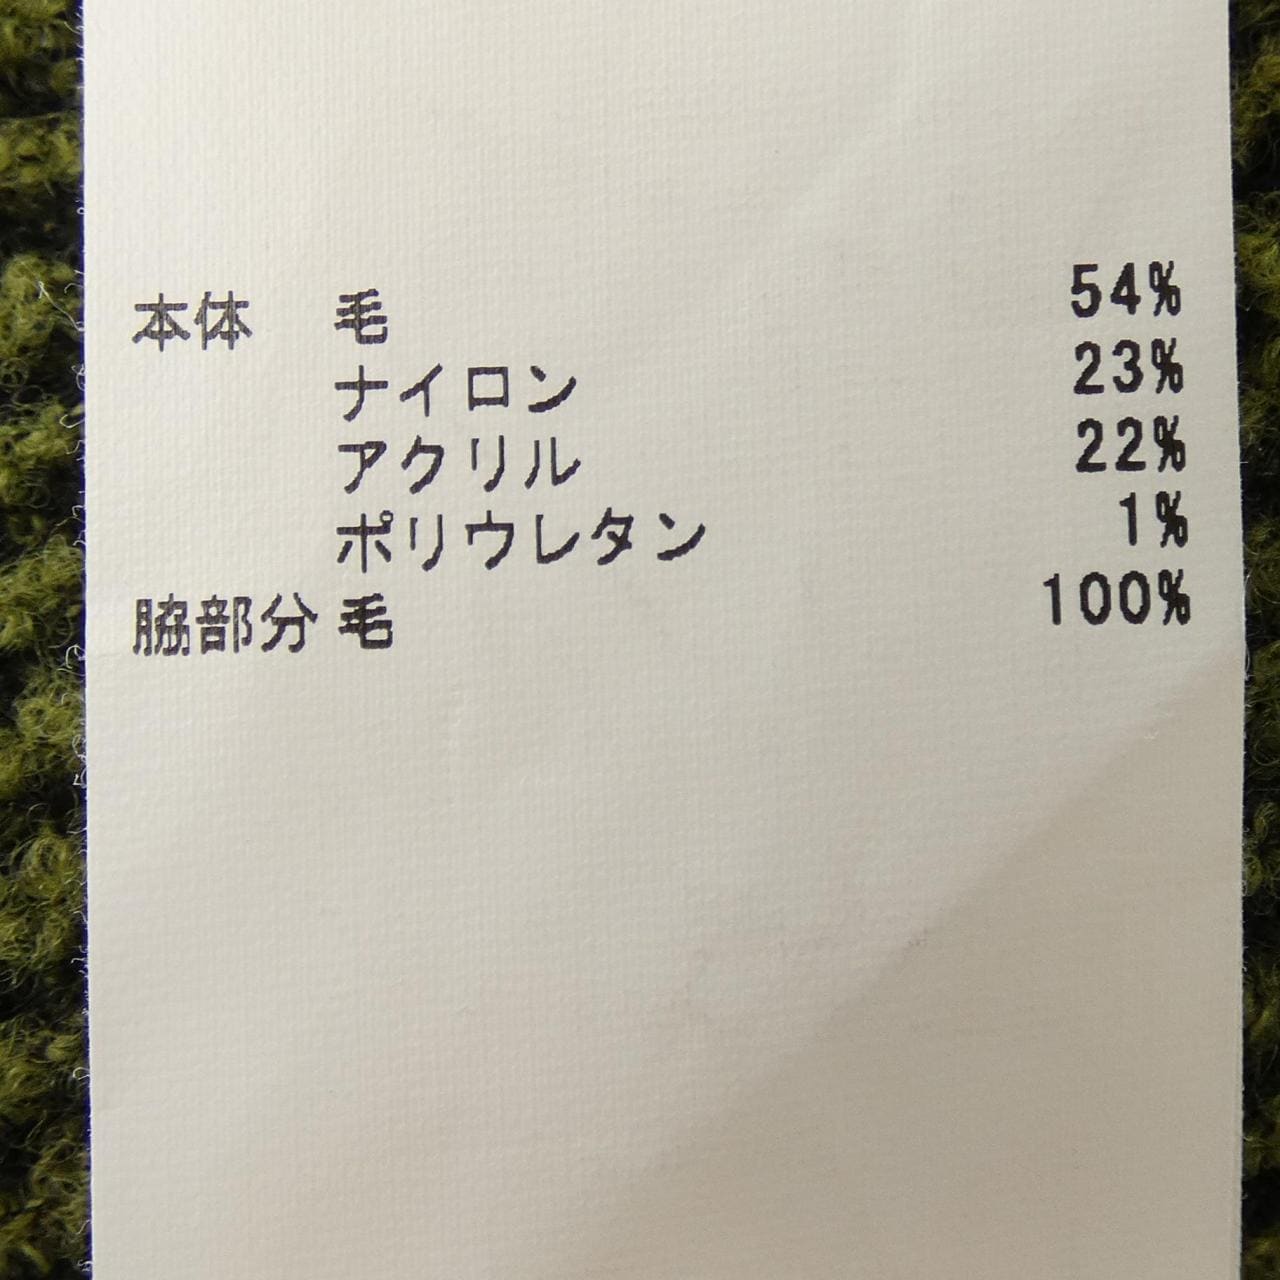 本体 毛 54%
ナイロン 23%
アクリル 22%
ポリウレタン 1%
脇部分 毛 100%